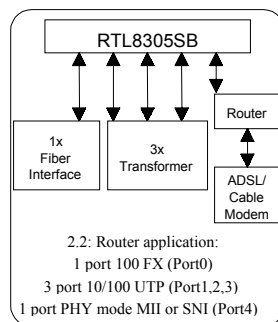 RTL8305SB
1x
Fiber
Interface
3x
Transformer
Router
ADSL/
Cable
Modem
2.2: Router application:
1 port 100 FX (Port0)
3 port 10/100 UTP (Port1,2,3)
1 port PHY mode MII or SNI (Port4)